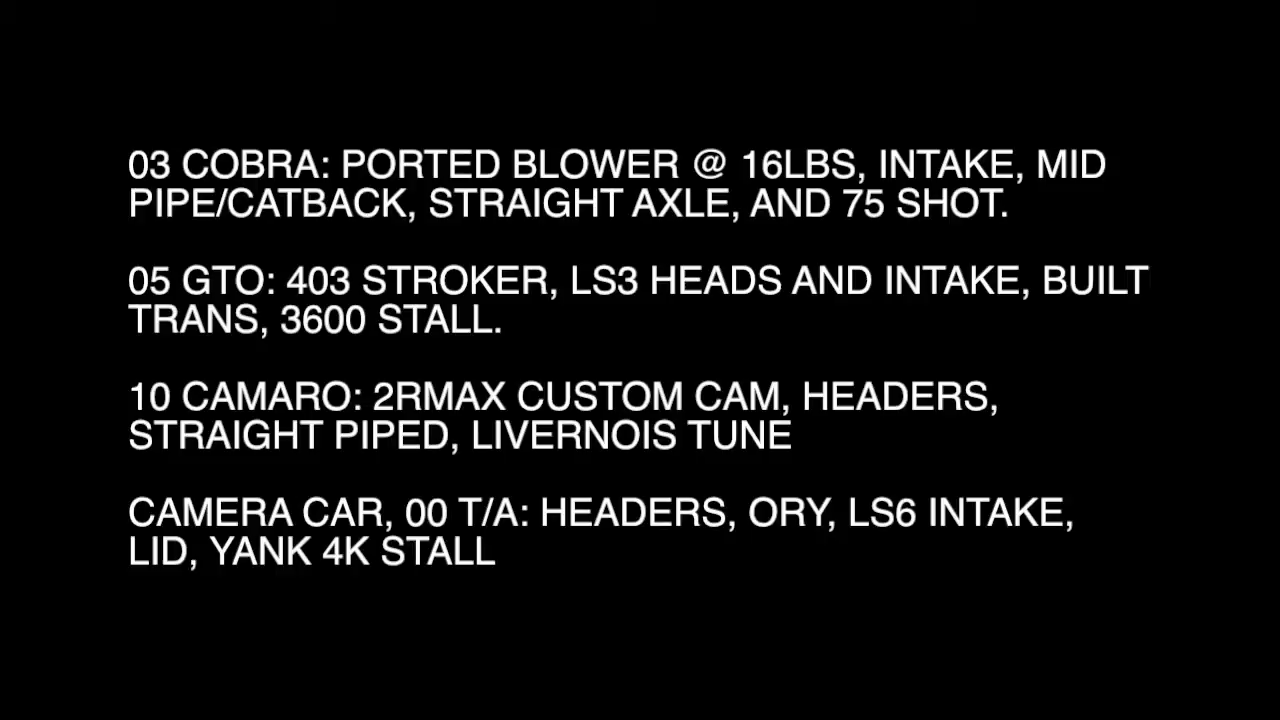 03 COBRA: PORTED BLOWER @ 16LBS, INTAKE, MID
PIPE/CATBACK, STRAIGHT AXLE, AND 75 SHOT.
05 GTO: 403 STROKER, LS3 HEADS AND INTAKE, BUILT
TRANS, 3600 STALL.
10 CAMARO: 2RMAX CUSTOM CAM, HEADERS,
STRAIGHT PIPED, LIVERNOIS TUNE
CAMERA CAR, 00 T/A: HEADERS, ORY, LS6 INTAKE,
LID, YANK 4K STALL